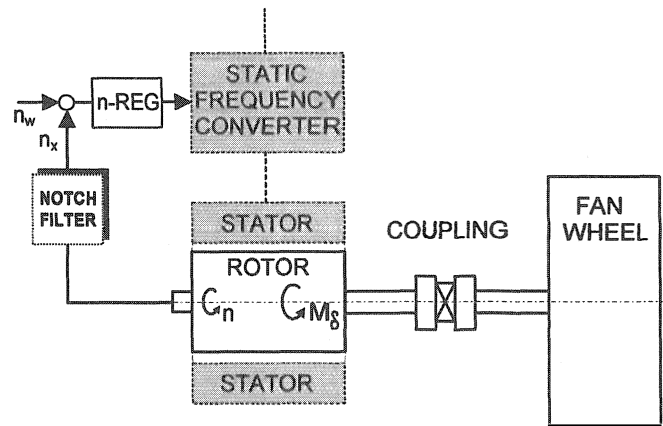 STATIC
FREQUENCY
CONVERTER
n-REG
nw
nx
NOTCH
FILTER
STATOR
COUPLING
FAN
WHEEL
ROTOR
n
Mδ
STATOR